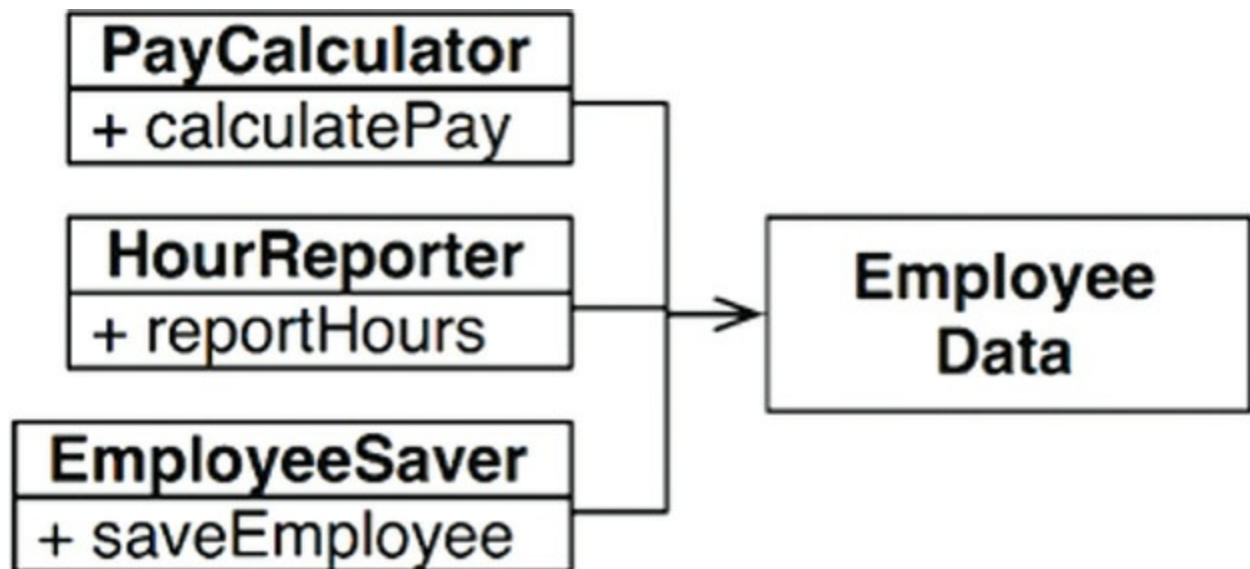 PayCalculator
+ calculatePay
HourReporter
+ reportHours
EmployeeSaver
+ saveEmployee
Employee
Data